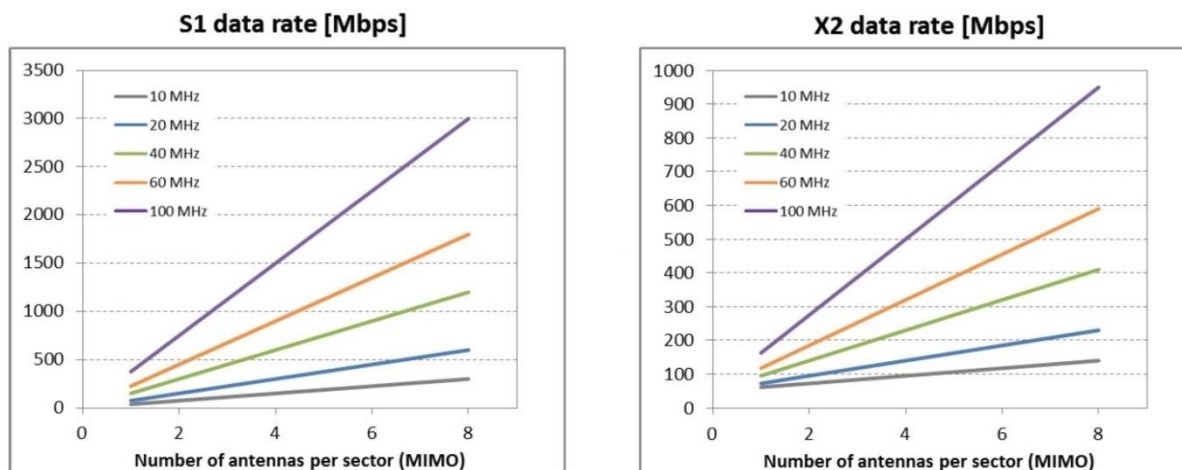 S1 data rate [Mbps]
3500
3000
2500
2000
1500
1000
500
0
10 MHz
20 MHz
40 MHz
60 MHz
100 MHz
0 2 4 6 8
Number of antennas per sector (MIMO)
X2 data rate [Mbps]
1000
900
800
700
600
500
400
300
200
100
0
10 MHz
20 MHz
40 MHz
60 MHz
100 MHz
0 2 4 6 8
Number of antennas per sector (MIMO)